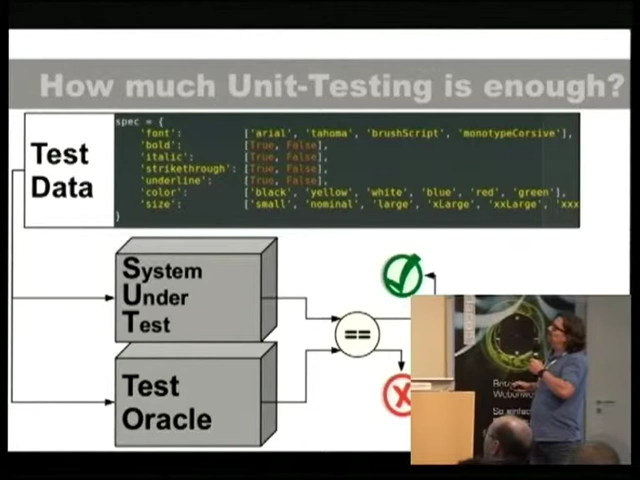 How much Unit-Testing is enough?
Test
Data
spec = {
'font': ['arial', 'tahoma', 'brushScript', 'monotypeCorsive'],
'bold': [True, False],
'italic': [True, False],
'strikethrough': [True, False],
'underline': [True, False],
'color': ['black', 'yellow', 'white', 'blue', 'red', 'green'],
'size': ['small', 'nominal', 'large', 'xLarge', 'xxLarge', 'xxx
}
System
Under
Test
==
Test
Oracle